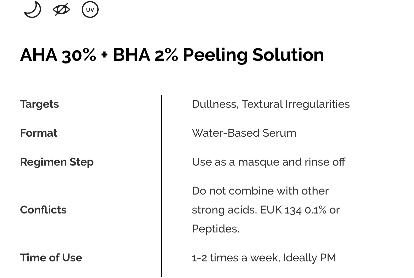 UV
AHA 30% + BHA 2% Peeling Solution
Targets Dullness, Textural Irregularities
Format Water-Based Serum
Regimen Step Use as a masque and rinse off
Do not combine with other
Conflicts strong acids. EUK 134 0.1% or
Peptides.
Time of Use 1-2 times a week, Ideally PM